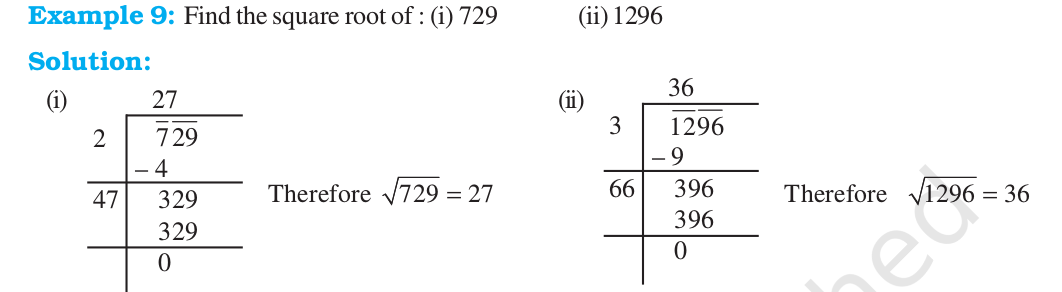 Example 9: Find the square root of : (i) 729 (ii) 1296
Solution:
(i)
27
2 729
– 4
47 329
329
0
Therefore √729 = 27
(ii)
36
3 1296
– 9
66 396
396
0
Therefore √1296 = 36
hed